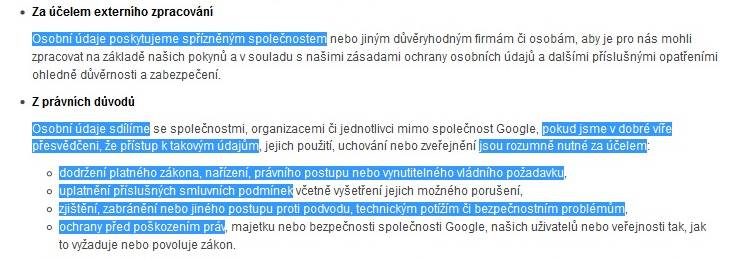 Za účelem externího zpracování
Osobní údaje poskytujeme spřízněným společnostem nebo jiným důvěryhodným firmám či osobám, aby je pro nás mohli
zpracovat na základě našich pokynů a v souladu s našimi zásadami ochrany osobních údajů a dalšími příslušnými opatřeními
ohledně důvěrnosti a zabezpečení.
Z právních důvodů
Osobní údaje sdílíme se společnostmi, organizacemi či jednotlivci mimo společnost Google, pokud jsme v dobré víře
přesvědčeni, že přístup k takovým údajům, jejich použití, uchování nebo zveřejnění jsou rozumně nutné za účelem:
dodržení platného zákona, nařízení, právního postupu nebo vynutitelného vládního požadavku,
uplatnění příslušných smluvních podmínek včetně vyšetření jejich možného porušení,
zjištění, zabránění nebo jiného postupu proti podvodu, technickým potížím či bezpečnostním problémům,
ochrany před poškozením práv, majetku nebo bezpečnosti společnosti Google, našich uživatelů nebo veřejnosti tak, jak
to vyžaduje nebo povoluje zákon.